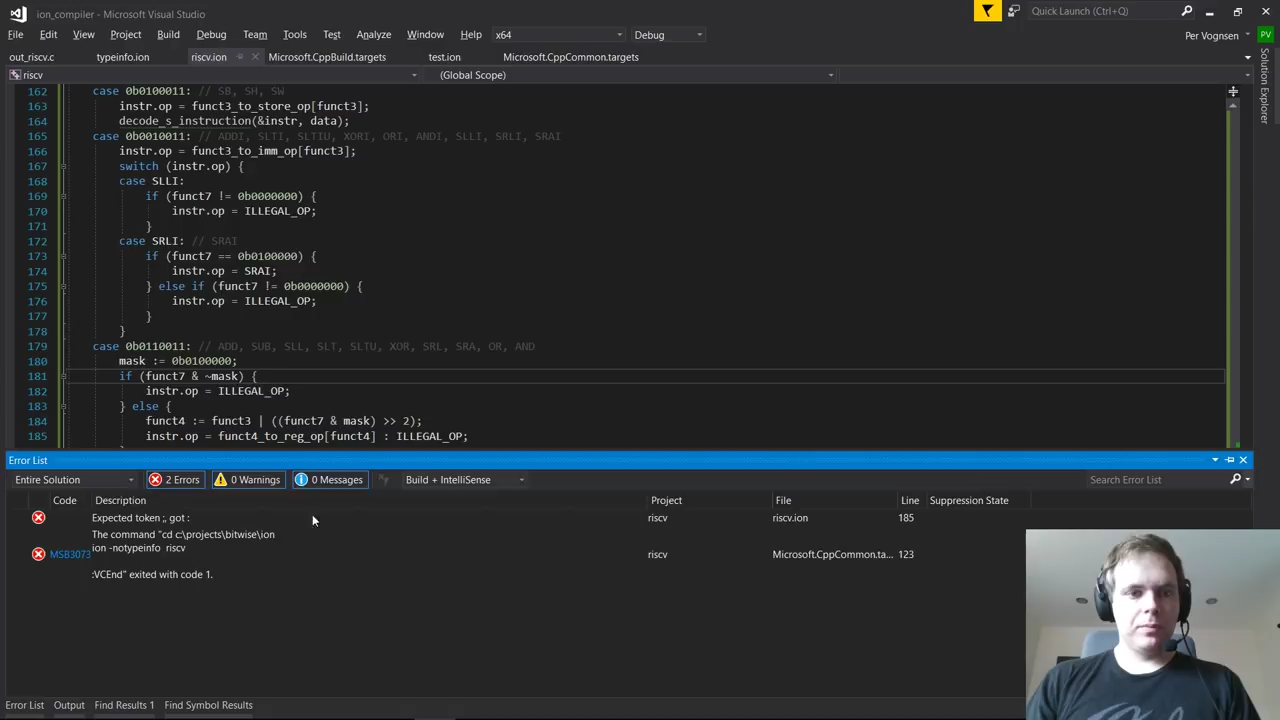 ion_compiler - Microsoft Visual Studio
Quick Launch (Ctrl+Q)
File Edit View Project Build Debug Team Tools Test Analyze Window Help x64 Debug
Per Vognsen PV
out_riscv.c typeinfo.ion riscv.ion Microsoft.CppBuild.targets test.ion Microsoft.CppCommon.targets
riscv (Global Scope)
Solution Explorer
162 case 0b0100011: // SB, SH, SW
163 instr.op = funct3_to_store_op[funct3];
164 decode_s_instruction(&instr, data);
165 case 0b0010011: // ADDI, SLTI, SLTIU, XORI, ORI, ANDI, SLLI, SRLI, SRAI
166 instr.op = funct3_to_imm_op[funct3];
167 switch (instr.op) {
168 case SLLI:
169 if (funct7 != 0b0000000) {
170 instr.op = ILLEGAL_OP;
171 }
172 case SRLI: // SRAI
173 if (funct7 == 0b0100000) {
174 instr.op = SRAI;
175 } else if (funct7 != 0b0000000) {
176 instr.op = ILLEGAL_OP;
177 }
178 }
179 case 0b0110011: // ADD, SUB, SLL, SLT, SLTU, XOR, SRL, SRA, OR, AND
180 mask := 0b0100000;
181 if (funct7 & ~mask) {
182 instr.op = ILLEGAL_OP;
183 } else {
184 funct4 := funct3 | ((funct7 & mask) >> 2);
185 instr.op = funct4_to_reg_op[funct4] : ILLEGAL_OP;
Error List
Entire Solution 2 Errors 0 Warnings 0 Messages Build + IntelliSense Search Error List
Code Description Project File Line Suppression State
Expected token ;, got : riscv riscv.ion 185
The command "cd c:\projects\bitwise\ion
ion -notypeinfo riscv
MSB3073 riscv Microsoft.CppCommon.ta... 123
:VCEnd" exited with code 1.
Error List Output Find Results 1 Find Symbol Results